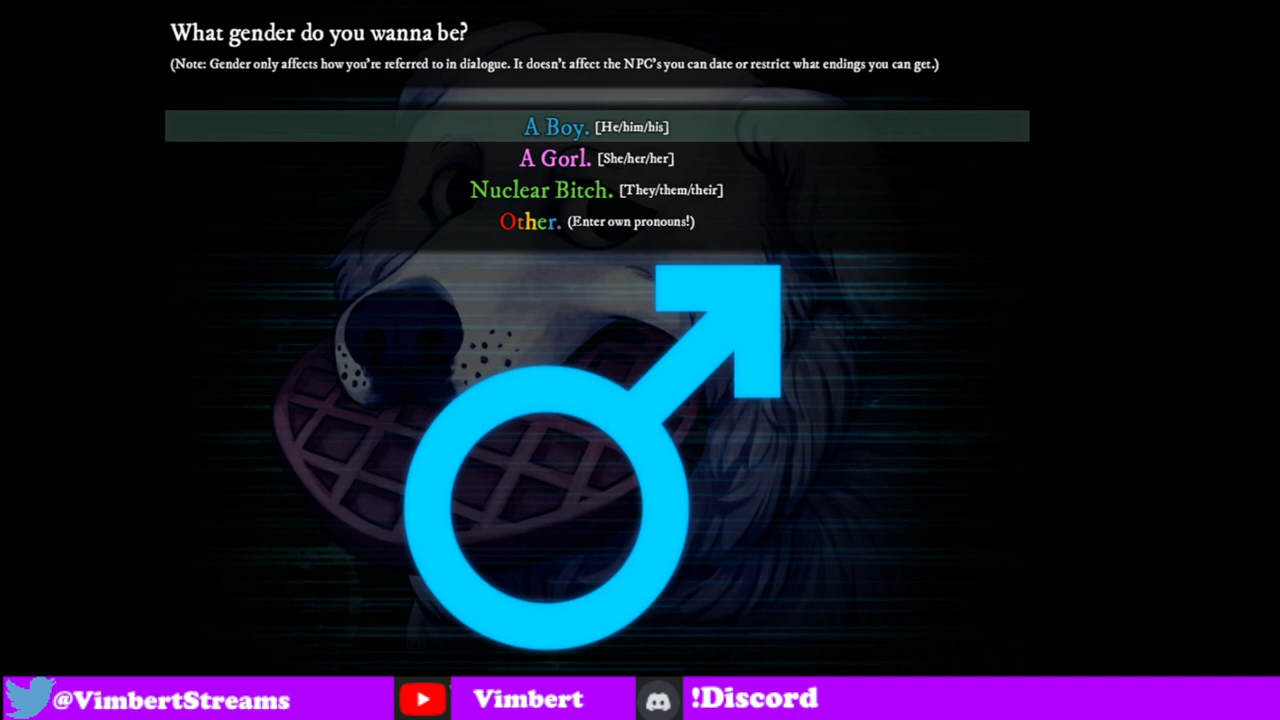 What gender do you wanna be?
(Note: Gender only affects how you're referred to in dialogue. It doesn't affect the NPC's you can date or restrict what endings you can get.)
A Boy. [He/him/his]
A Gorl. [She/her/her]
Nuclear Bitch. [They/them/their]
Other. (Enter own pronouns!)
@VimbertStreams Vimbert !Discord